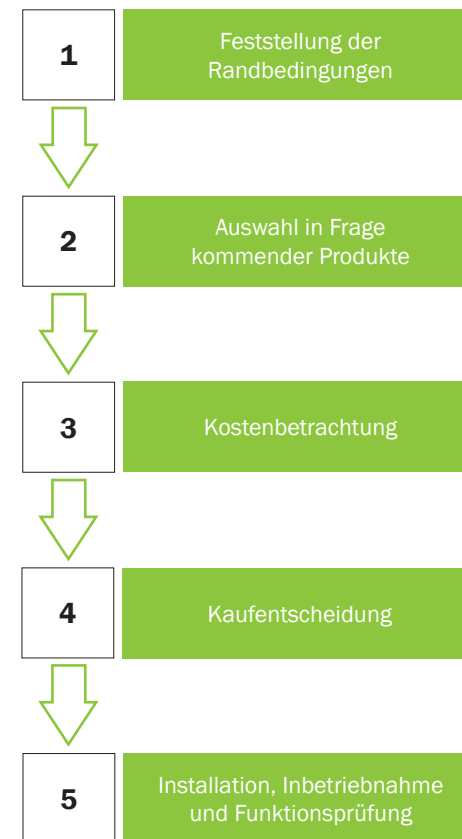 1
Feststellung der
Randbedingungen
2
Auswahl in Frage
kommender Produkte
3
Kostenbetrachtung
4
Kaufentscheidung
5
Installation, Inbetriebnahme
und Funktionsprüfung